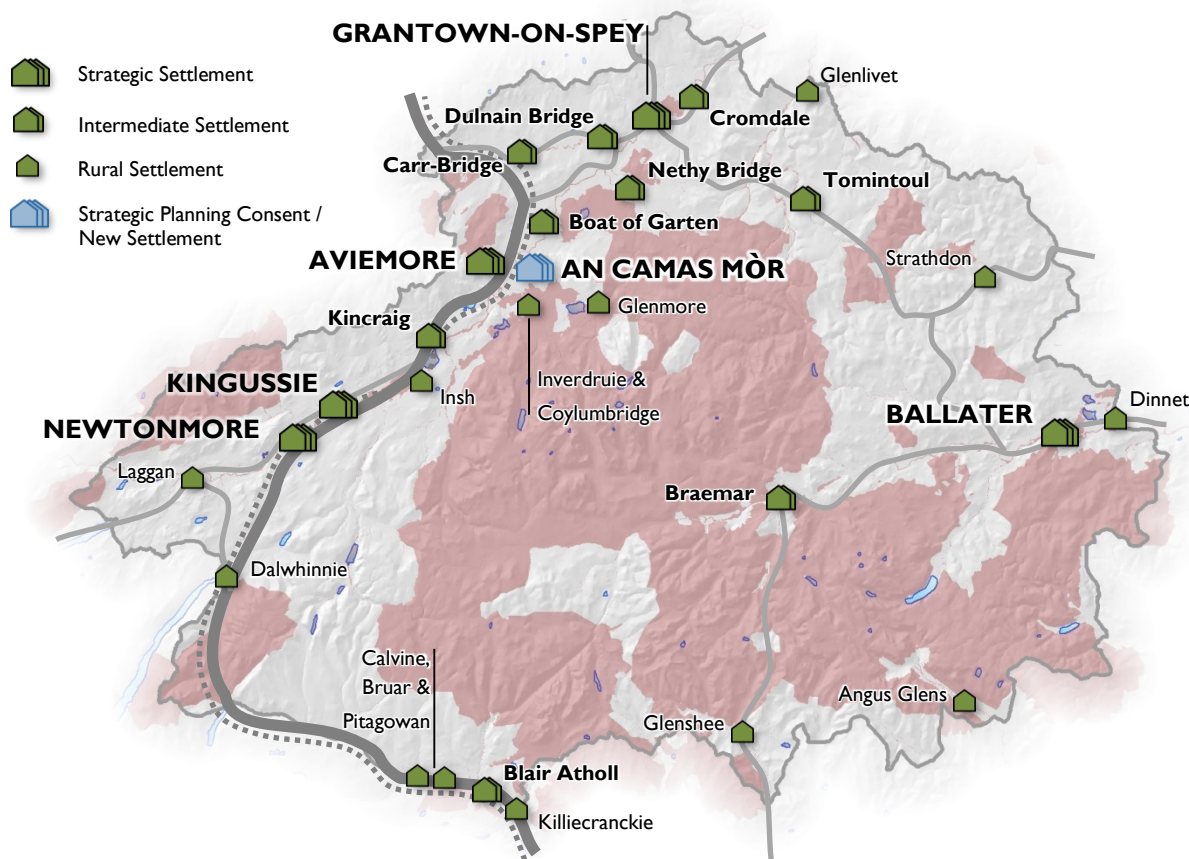 GRANTOWN-ON-SPEY
Strategic Settlement
Intermediate Settlement
Rural Settlement
Strategic Planning Consent /
New Settlement
Glenlivet
Dulnain Bridge
Cromdale
Carr-Bridge
Nethy Bridge
Tomintoul
Boat of Garten
AVIEMORE
AN CAMAS MÒR
Strathdon
Glenmore
Kincraig
KINGUSSIE
Insh
Inverdruie &
Coylumbridge
NEWTONMORE
BALLATER
Dinnet
Laggan
Braemar
Dalwhinnie
Calvine,
Bruar &
Pitagowan
Angus Glens
Glenshee
Blair Atholl
Killiecranckie